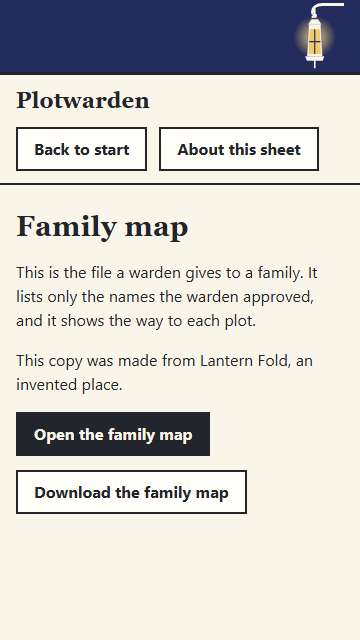 Plotwarden
Back to start
About this sheet
Family map
This is the file a warden gives to a family. It
lists only the names the warden approved,
and it shows the way to each plot.
This copy was made from Lantern Fold, an
invented place.
Open the family map
Download the family map